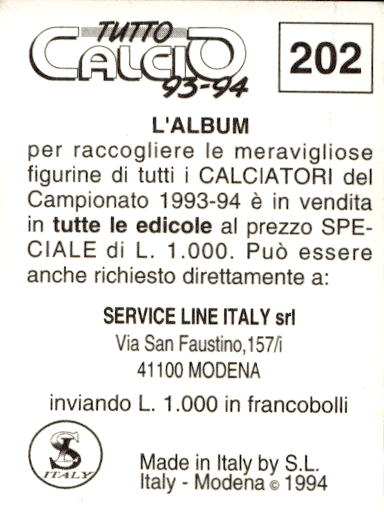 TUTTO
CALCIO
93-94
202
L'ALBUM
per raccogliere le meravigliose
figurine di tutti i CALCIATORI del
Campionato 1993-94 è in vendita
in tutte le edicole al prezzo SPE-
CIALE di L. 1.000. Può essere
anche richiesto direttamente a:
SERVICE LINE ITALY srl
Via San Faustino,157/i
41100 MODENA
inviando L. 1.000 in francobolli
SL
ITALY
Made in Italy by S.L.
Italy - Modena © 1994